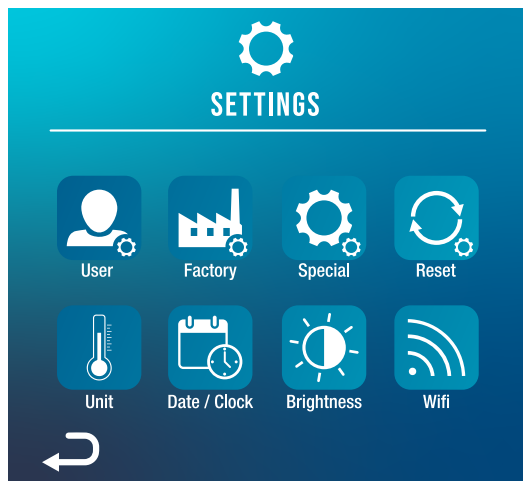 SETTINGS
User Factory Special Reset
Unit Date / Clock Brightness Wifi